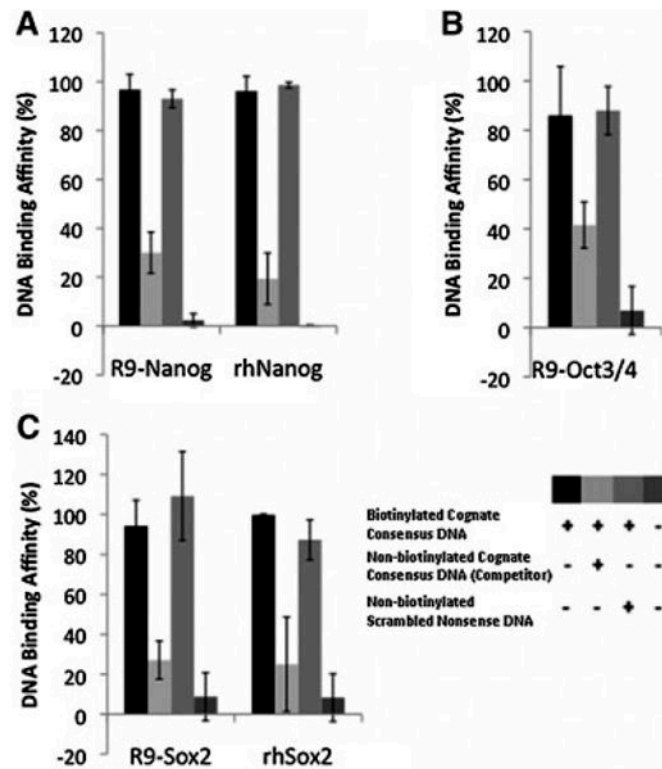 A
DNA Binding Affinity (%)
120
100
80
60
40
20
0
-20
R9-Nanog rhNanog
B
DNA Binding Affinity (%)
120
100
80
60
40
20
0
-20
R9-Oct3/4
C
DNA Binding Affinity (%)
140
120
100
80
60
40
20
0
-20
R9-Sox2 rhSox2
Biotinylated Cognate
Consensus DNA + + + -
Non-biotinylated Cognate
Consensus DNA (Competitor) - + - -
Non-biotinylated
Scrambled Nonsense DNA - - + -